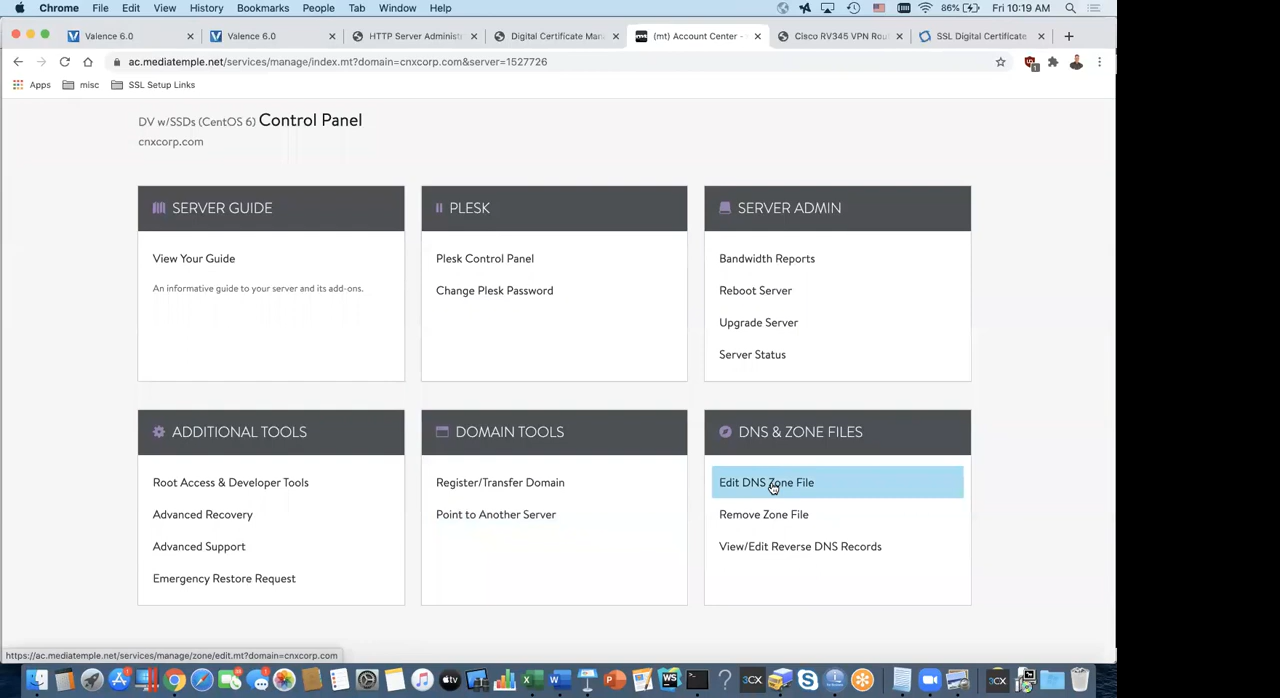 Chrome File Edit View History Bookmarks People Tab Window Help 86% Fri 10:19 AM
Valence 6.0 Valence 6.0 HTTP Server Administ Digital Certificate Man (mt) Account Center - Cisco RV345 VPN Rou SSL Digital Certificate
ac.mediatemple.net/services/manage/index.mt?domain=cnxcorp.com&server=1527726
Apps misc SSL Setup Links
DV w/SSDs (CentOS 6) Control Panel
cnxcorp.com
SERVER GUIDE
View Your Guide
An informative guide to your server and its add-ons.
PLESK
Plesk Control Panel
Change Plesk Password
SERVER ADMIN
Bandwidth Reports
Reboot Server
Upgrade Server
Server Status
ADDITIONAL TOOLS
Root Access & Developer Tools
Advanced Recovery
Advanced Support
Emergency Restore Request
DOMAIN TOOLS
Register/Transfer Domain
Point to Another Server
DNS & ZONE FILES
Edit DNS Zone File
Remove Zone File
View/Edit Reverse DNS Records
https://ac.mediatemple.net/services/manage/zone/edit.mt?domain=cnxcorp.com